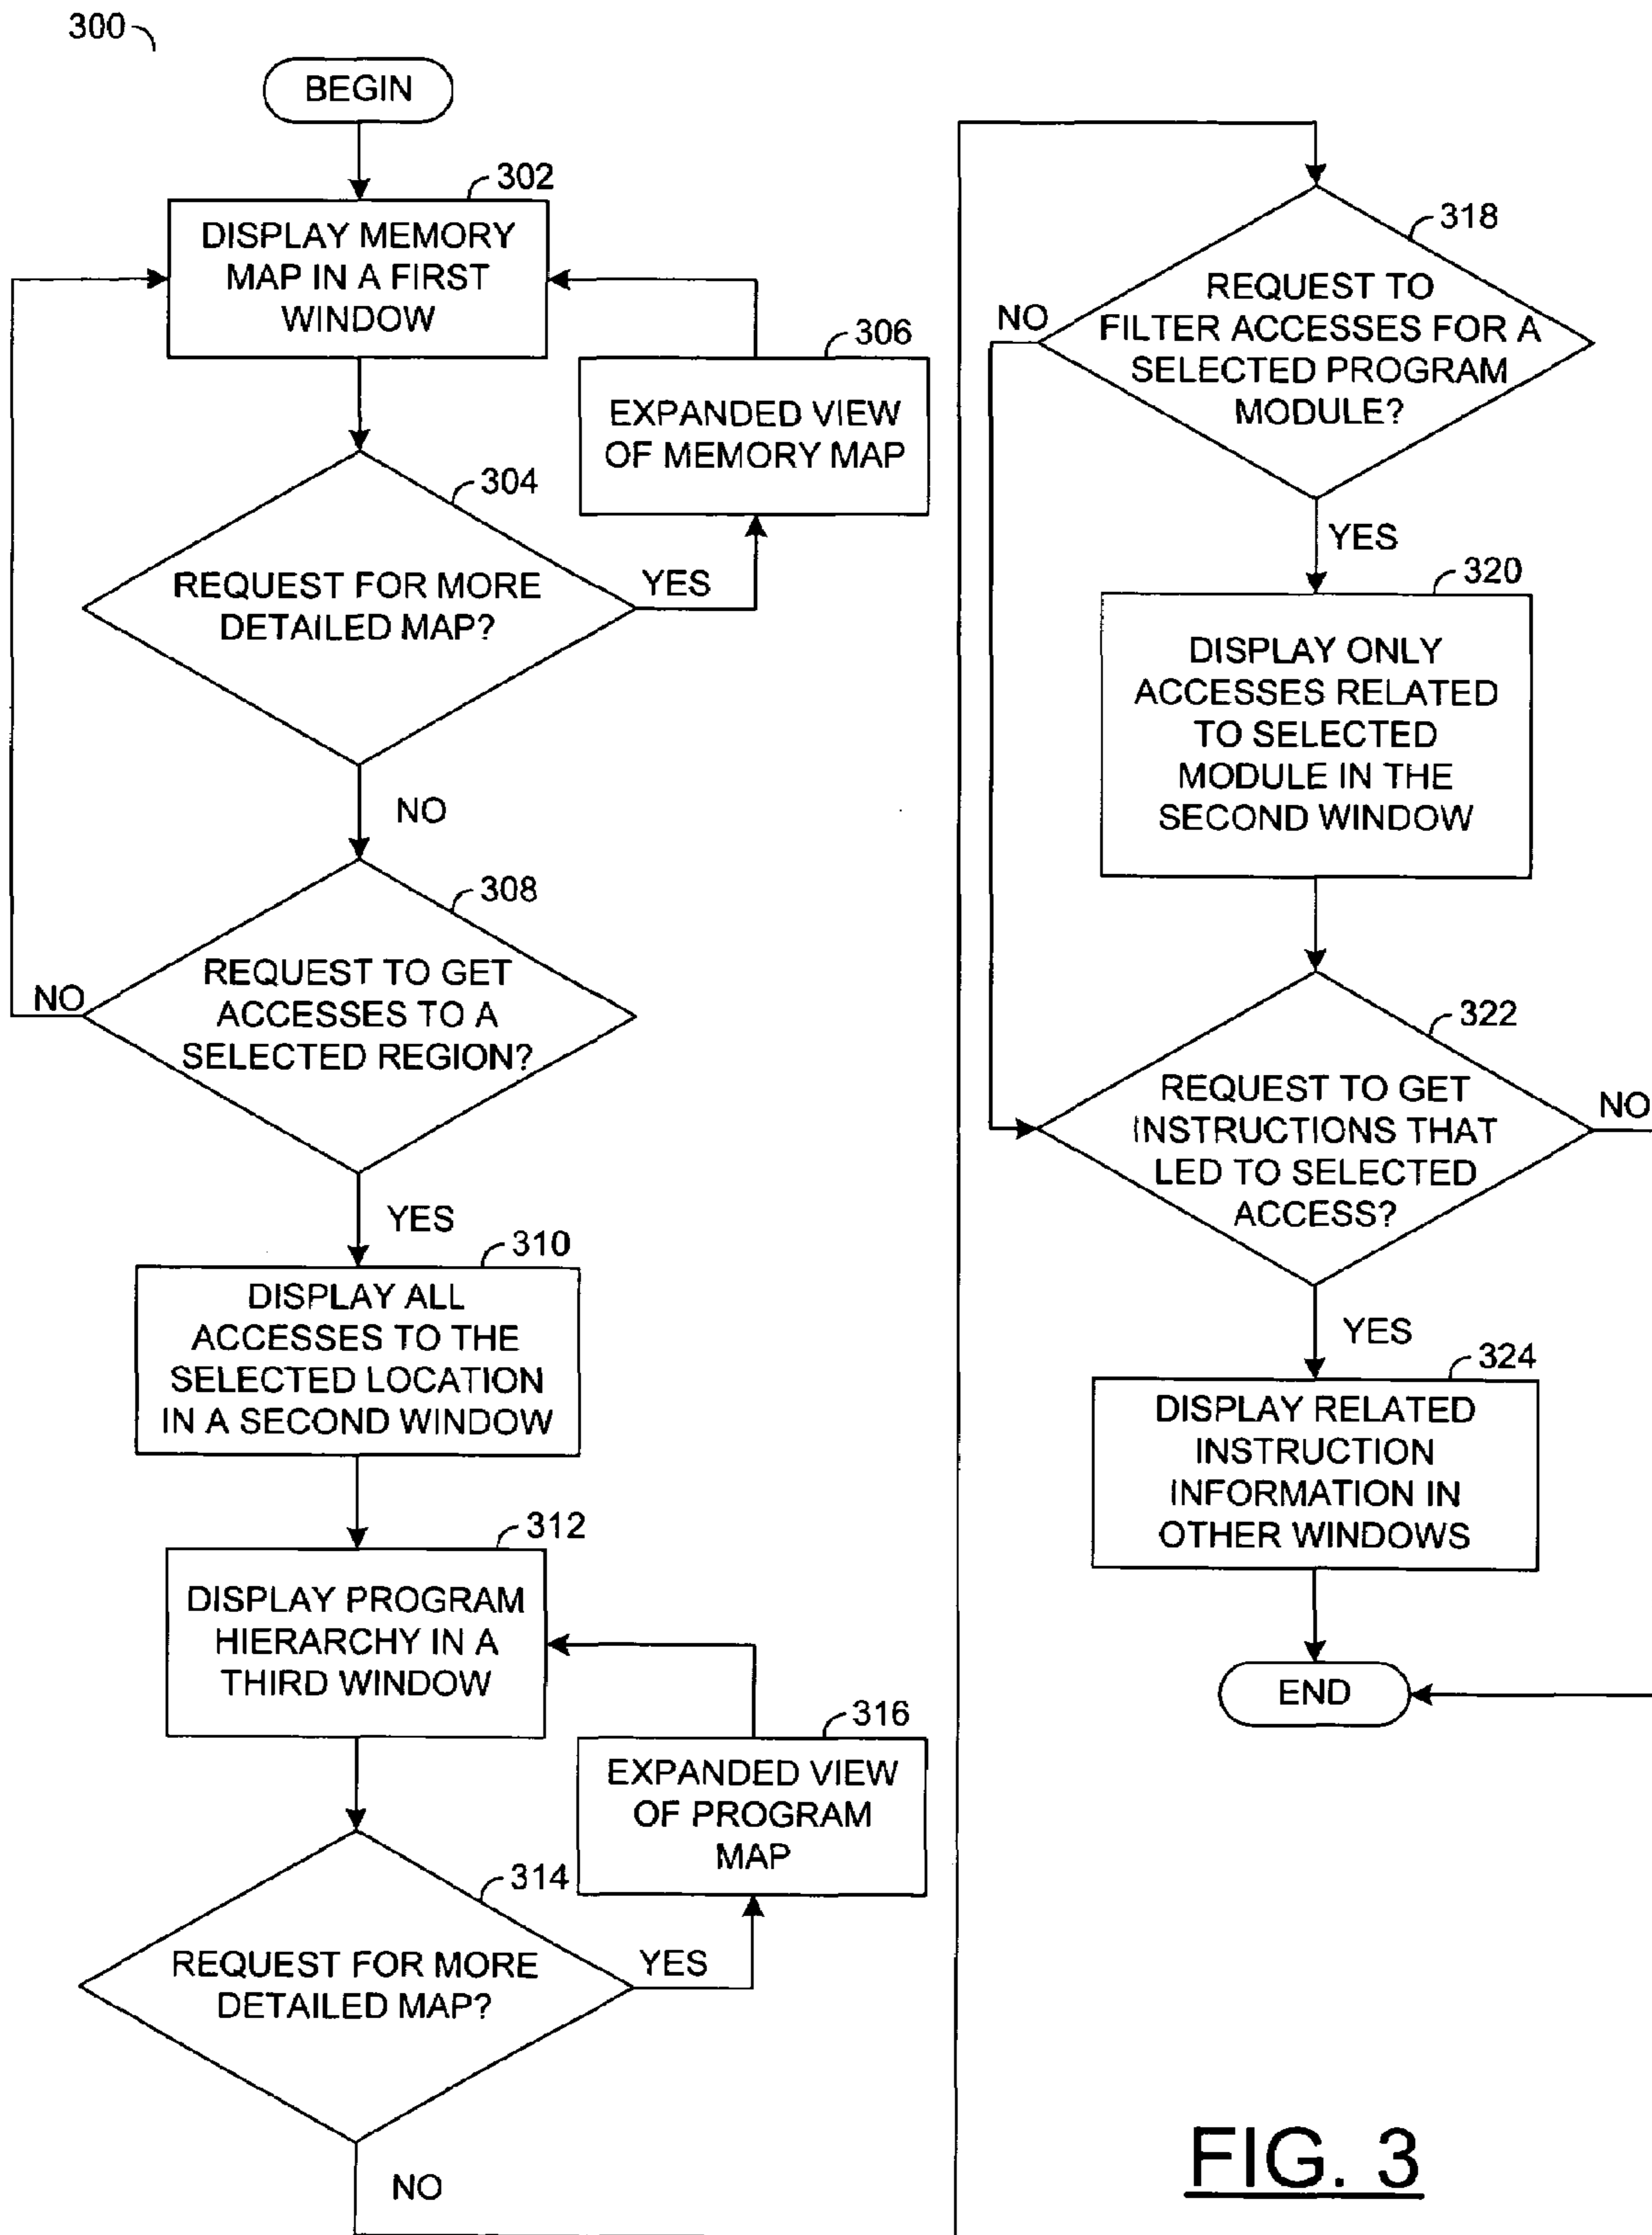 300
BEGIN
302
DISPLAY MEMORY
MAP IN A FIRST
WINDOW
306
EXPANDED VIEW
OF MEMORY MAP
304
REQUEST FOR MORE
DETAILED MAP?
YES
NO
308
REQUEST TO GET
ACCESSES TO A
SELECTED REGION?
NO
YES
310
DISPLAY ALL
ACCESSES TO THE
SELECTED LOCATION
IN A SECOND WINDOW
312
DISPLAY PROGRAM
HIERARCHY IN A
THIRD WINDOW
316
EXPANDED VIEW
OF PROGRAM
MAP
314
REQUEST FOR MORE
DETAILED MAP?
YES
NO
318
REQUEST TO
FILTER ACCESSES FOR A
SELECTED PROGRAM
MODULE?
NO
YES
320
DISPLAY ONLY
ACCESSES RELATED
TO SELECTED
MODULE IN THE
SECOND WINDOW
322
REQUEST TO GET
INSTRUCTIONS THAT
LED TO SELECTED
ACCESS?
NO
YES
324
DISPLAY RELATED
INSTRUCTION
INFORMATION IN
OTHER WINDOWS
END
FIG. 3